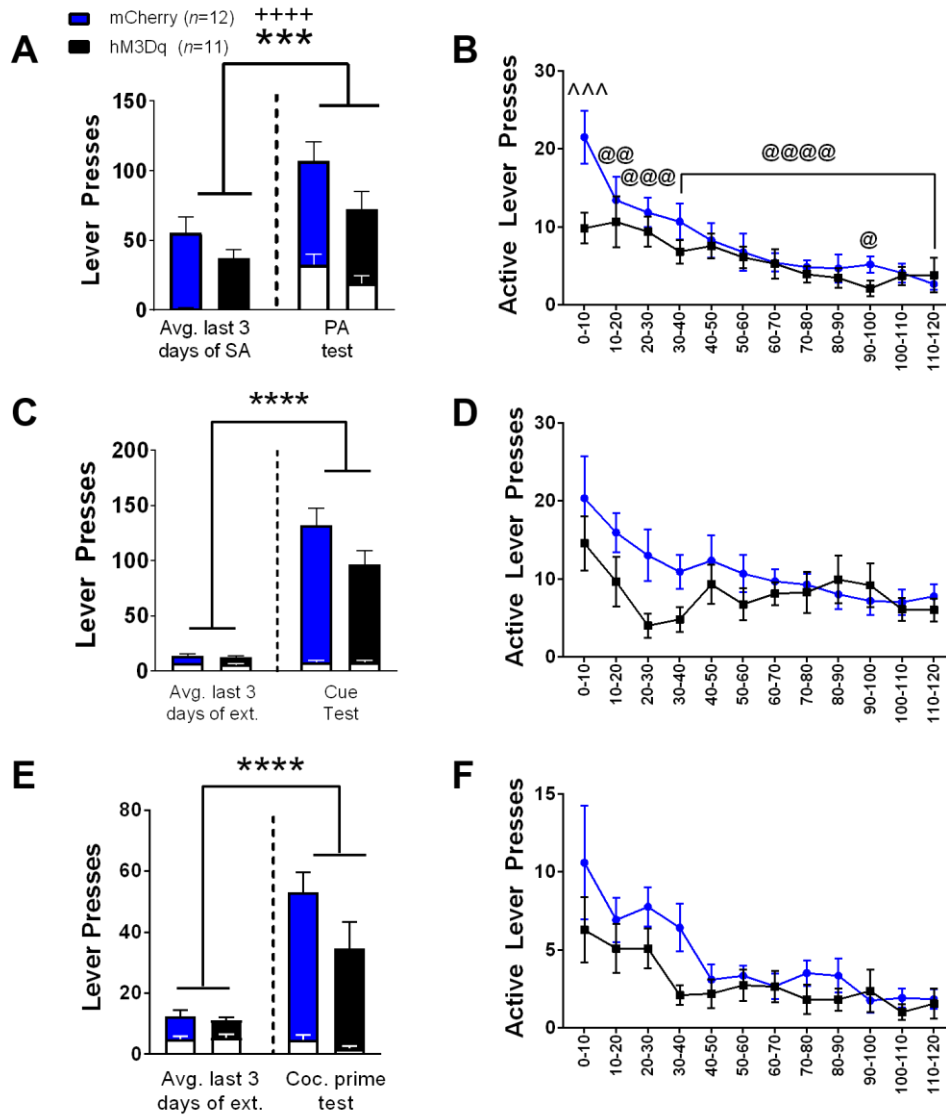 mCherry (n=12)
hM3Dq (n=11)
++++
***
A
Lever Presses
150
100
50
0
Avg. last 3
days of SA
PA
test
B
Active Lever Presses
30
20
10
0
^^^
@@
@@@
@@@@
@
0-10
10-20
20-30
30-40
40-50
50-60
60-70
70-80
80-90
90-100
100-110
110-120
C
****
Lever Presses
200
150
100
50
0
Avg. last 3
days of ext.
Cue
Test
D
Active Lever Presses
30
20
10
0
0-10
10-20
20-30
30-40
40-50
50-60
60-70
70-80
80-90
90-100
100-110
110-120
E
****
Lever Presses
80
60
40
20
0
Avg. last 3
days of ext.
Coc. prime
test
F
Active Lever Presses
15
10
5
0
0-10
10-20
20-30
30-40
40-50
50-60
60-70
70-80
80-90
90-100
100-110
110-120